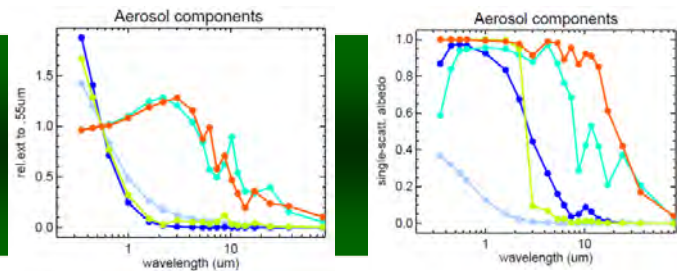 Aerosol components
rel.ext to .55um
1.5
1.0
0.5
0.0
1
10
wavelength (um)
Aerosol components
single-scatt. albedo
1.0
0.8
0.6
0.4
0.2
0.0
1
10
wavelength (um)